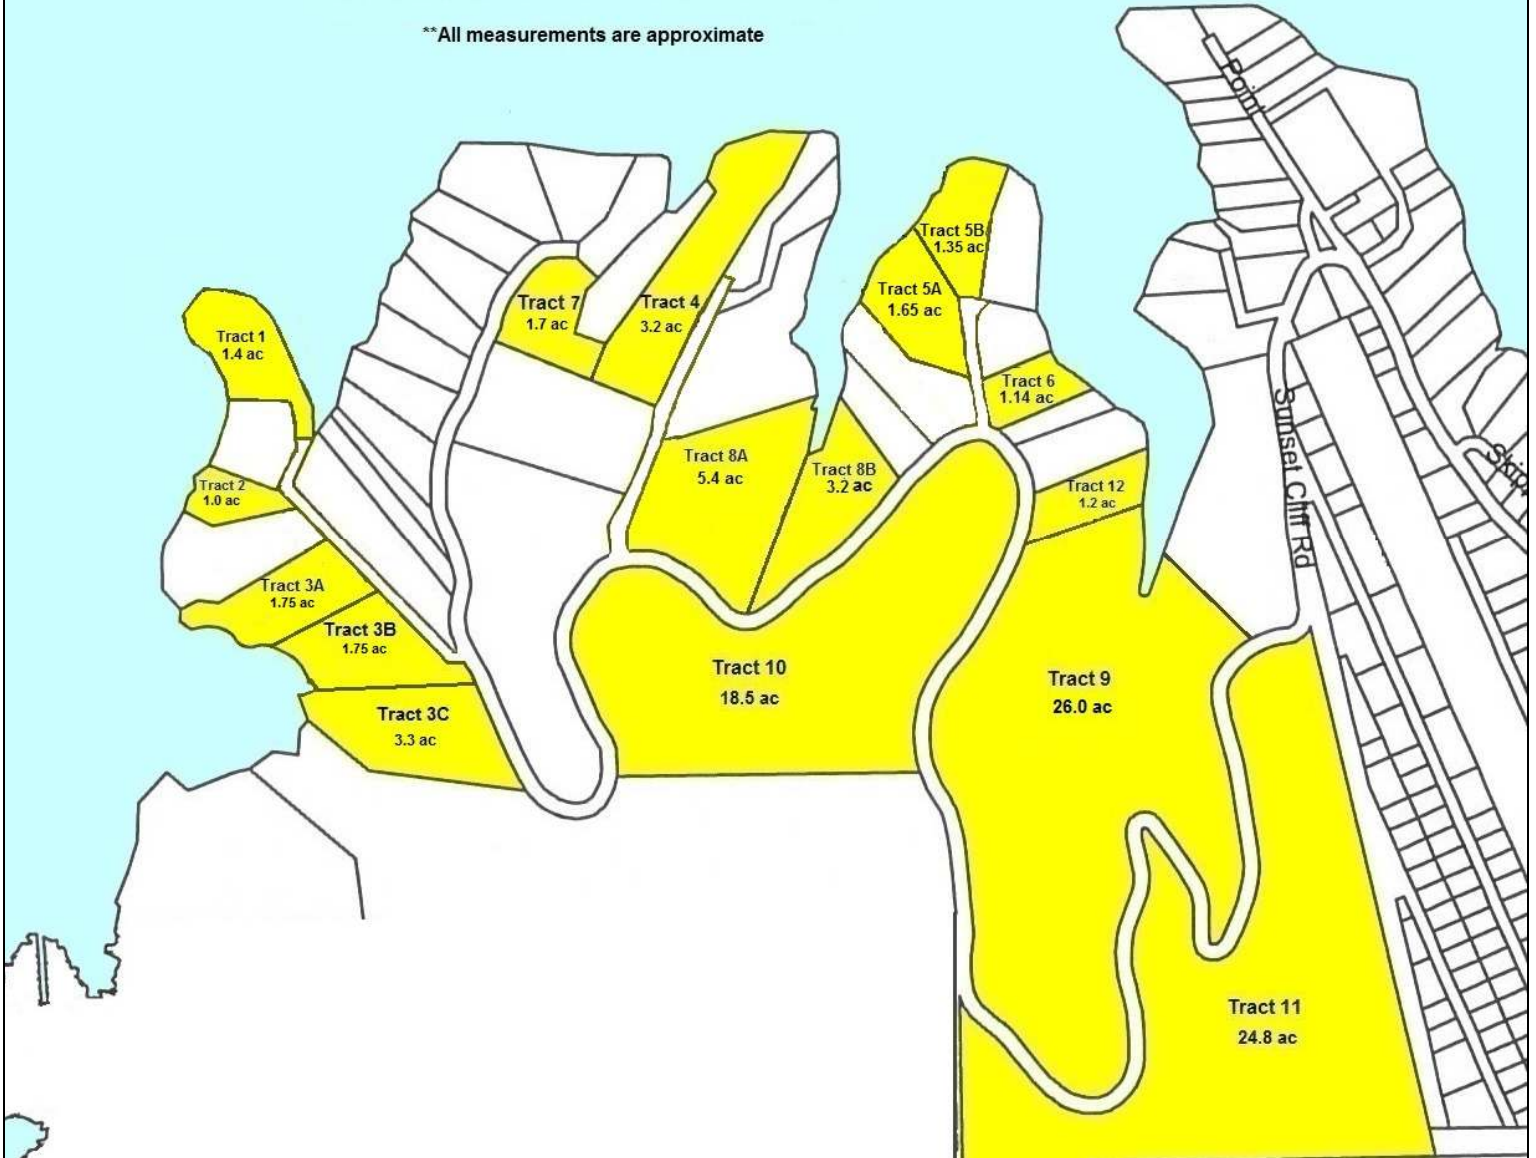 **All measurements are approximate
Point
Tract 5B
1.35 ac
Tract 5A
1.65 ac
Tract 7
1.7 ac
Tract 4
3.2 ac
Tract 1
1.4 ac
Tract 6
1.14 ac
Tract 8A
5.4 ac
Tract 8B
3.2 ac
Tract 2
1.0 ac
Tract 12
1.2 ac
Sunset Cliff Rd
Tract 3A
1.75 ac
Tract 3B
1.75 ac
Tract 10
18.5 ac
Tract 9
26.0 ac
Tract 3C
3.3 ac
Tract 11
24.8 ac